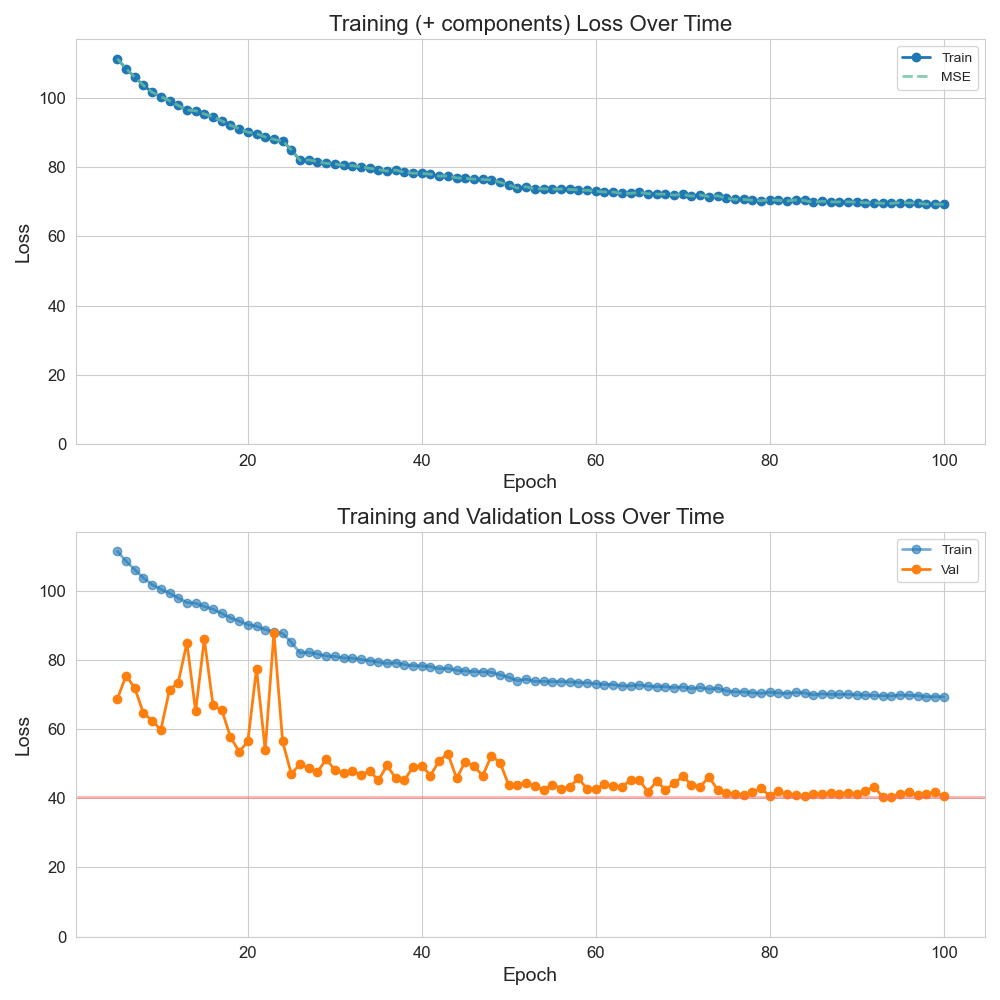 Training (+ components) Loss Over Time
Train
MSE
Loss
100
80
60
40
20
0
20 40 60 80 100
Epoch
Training and Validation Loss Over Time
Train
Val
Loss
100
80
60
40
20
0
20 40 60 80 100
Epoch